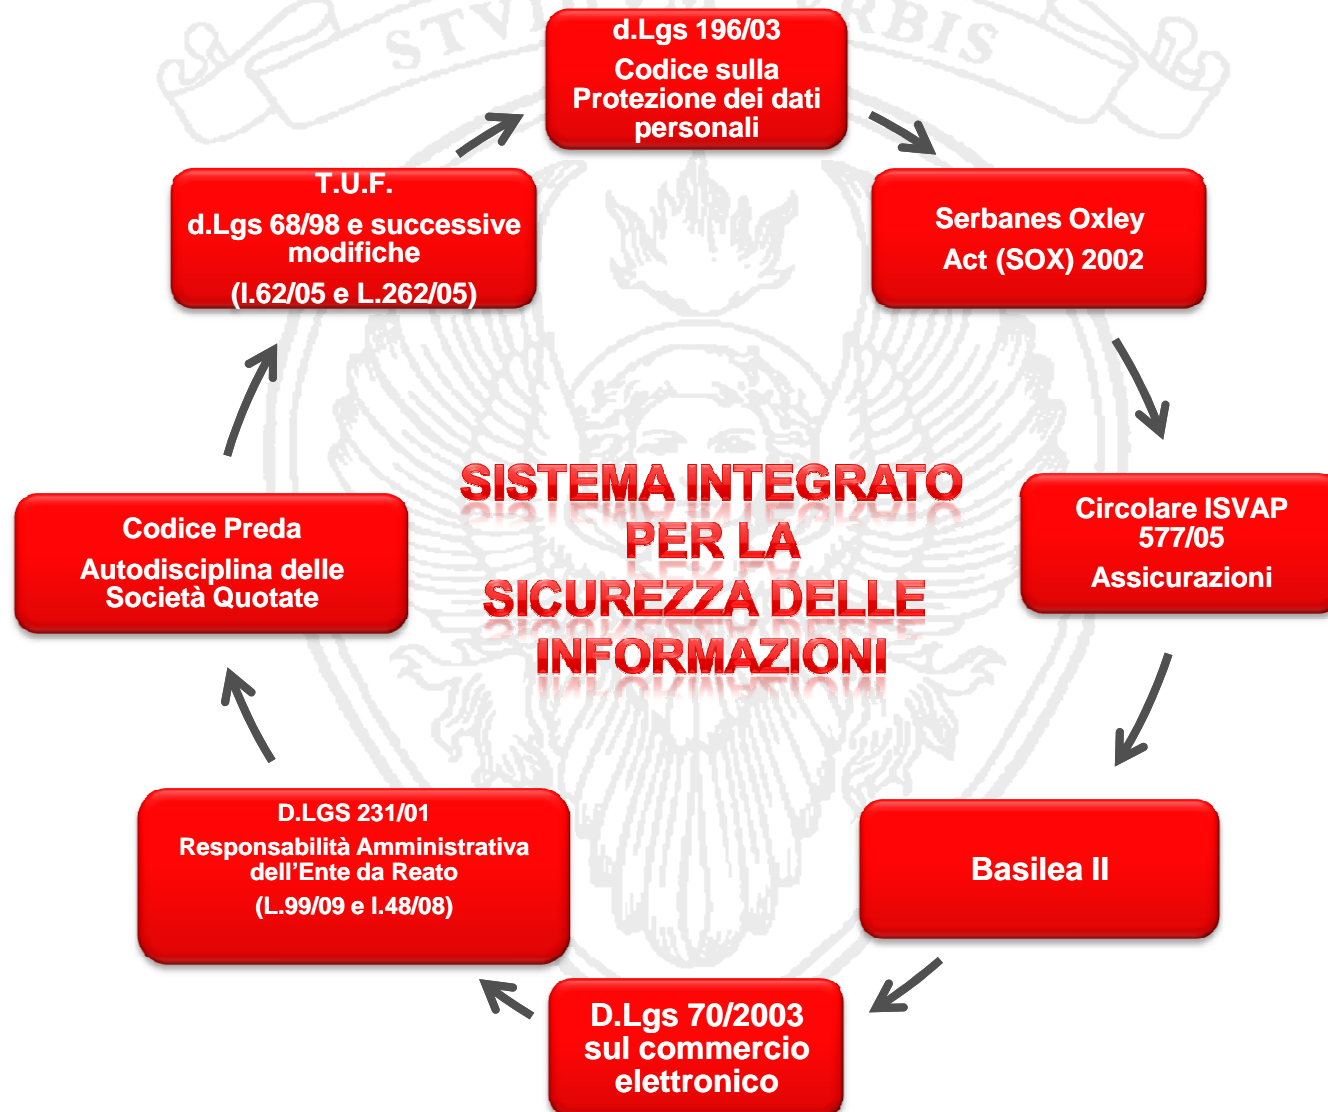 STVDIVM URBIS
d.Lgs 196/03
Codice sulla
Protezione dei dati
personali
Serbanes Oxley
Act (SOX) 2002
Circolare ISVAP
577/05
Assicurazioni
Basilea II
D.Lgs 70/2003
sul commercio
elettronico
D.LGS 231/01
Responsabilità Amministrativa
dell'Ente da Reato
(L.99/09 e l.48/08)
Codice Preda
Autodisciplina delle
Società Quotate
T.U.F.
d.Lgs 68/98 e successive
modifiche
(l.62/05 e L.262/05)
SISTEMA INTEGRATO
PER LA
SICUREZZA DELLE
INFORMAZIONI